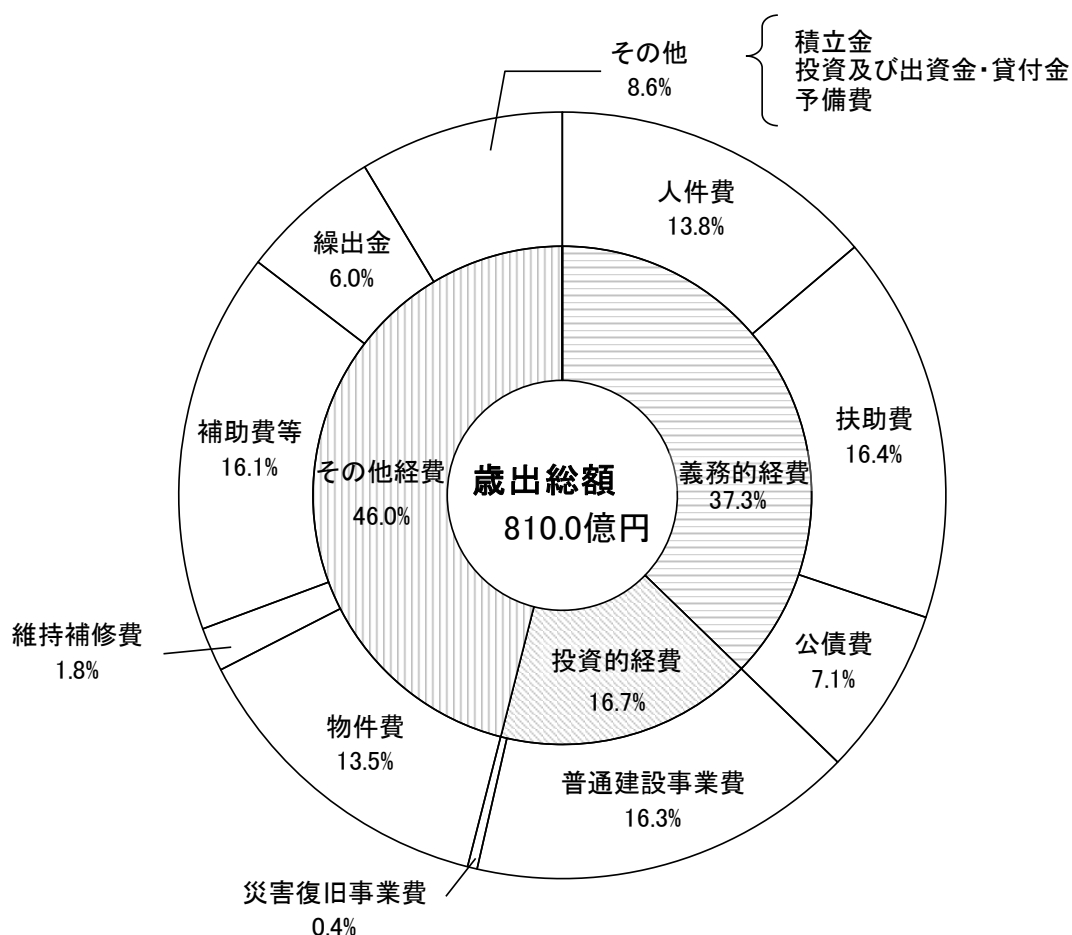 その他
8.6%
積立金
投資及び出資金・貸付金
予備費
人件費
13.8%
繰出金
6.0%
扶助費
16.4%
補助費等
16.1%
その他経費
46.0%
歳出総額
810.0億円
義務的経費
37.3%
公債費
7.1%
維持補修費
1.8%
投資的経費
16.7%
物件費
13.5%
普通建設事業費
16.3%
災害復旧事業費
0.4%